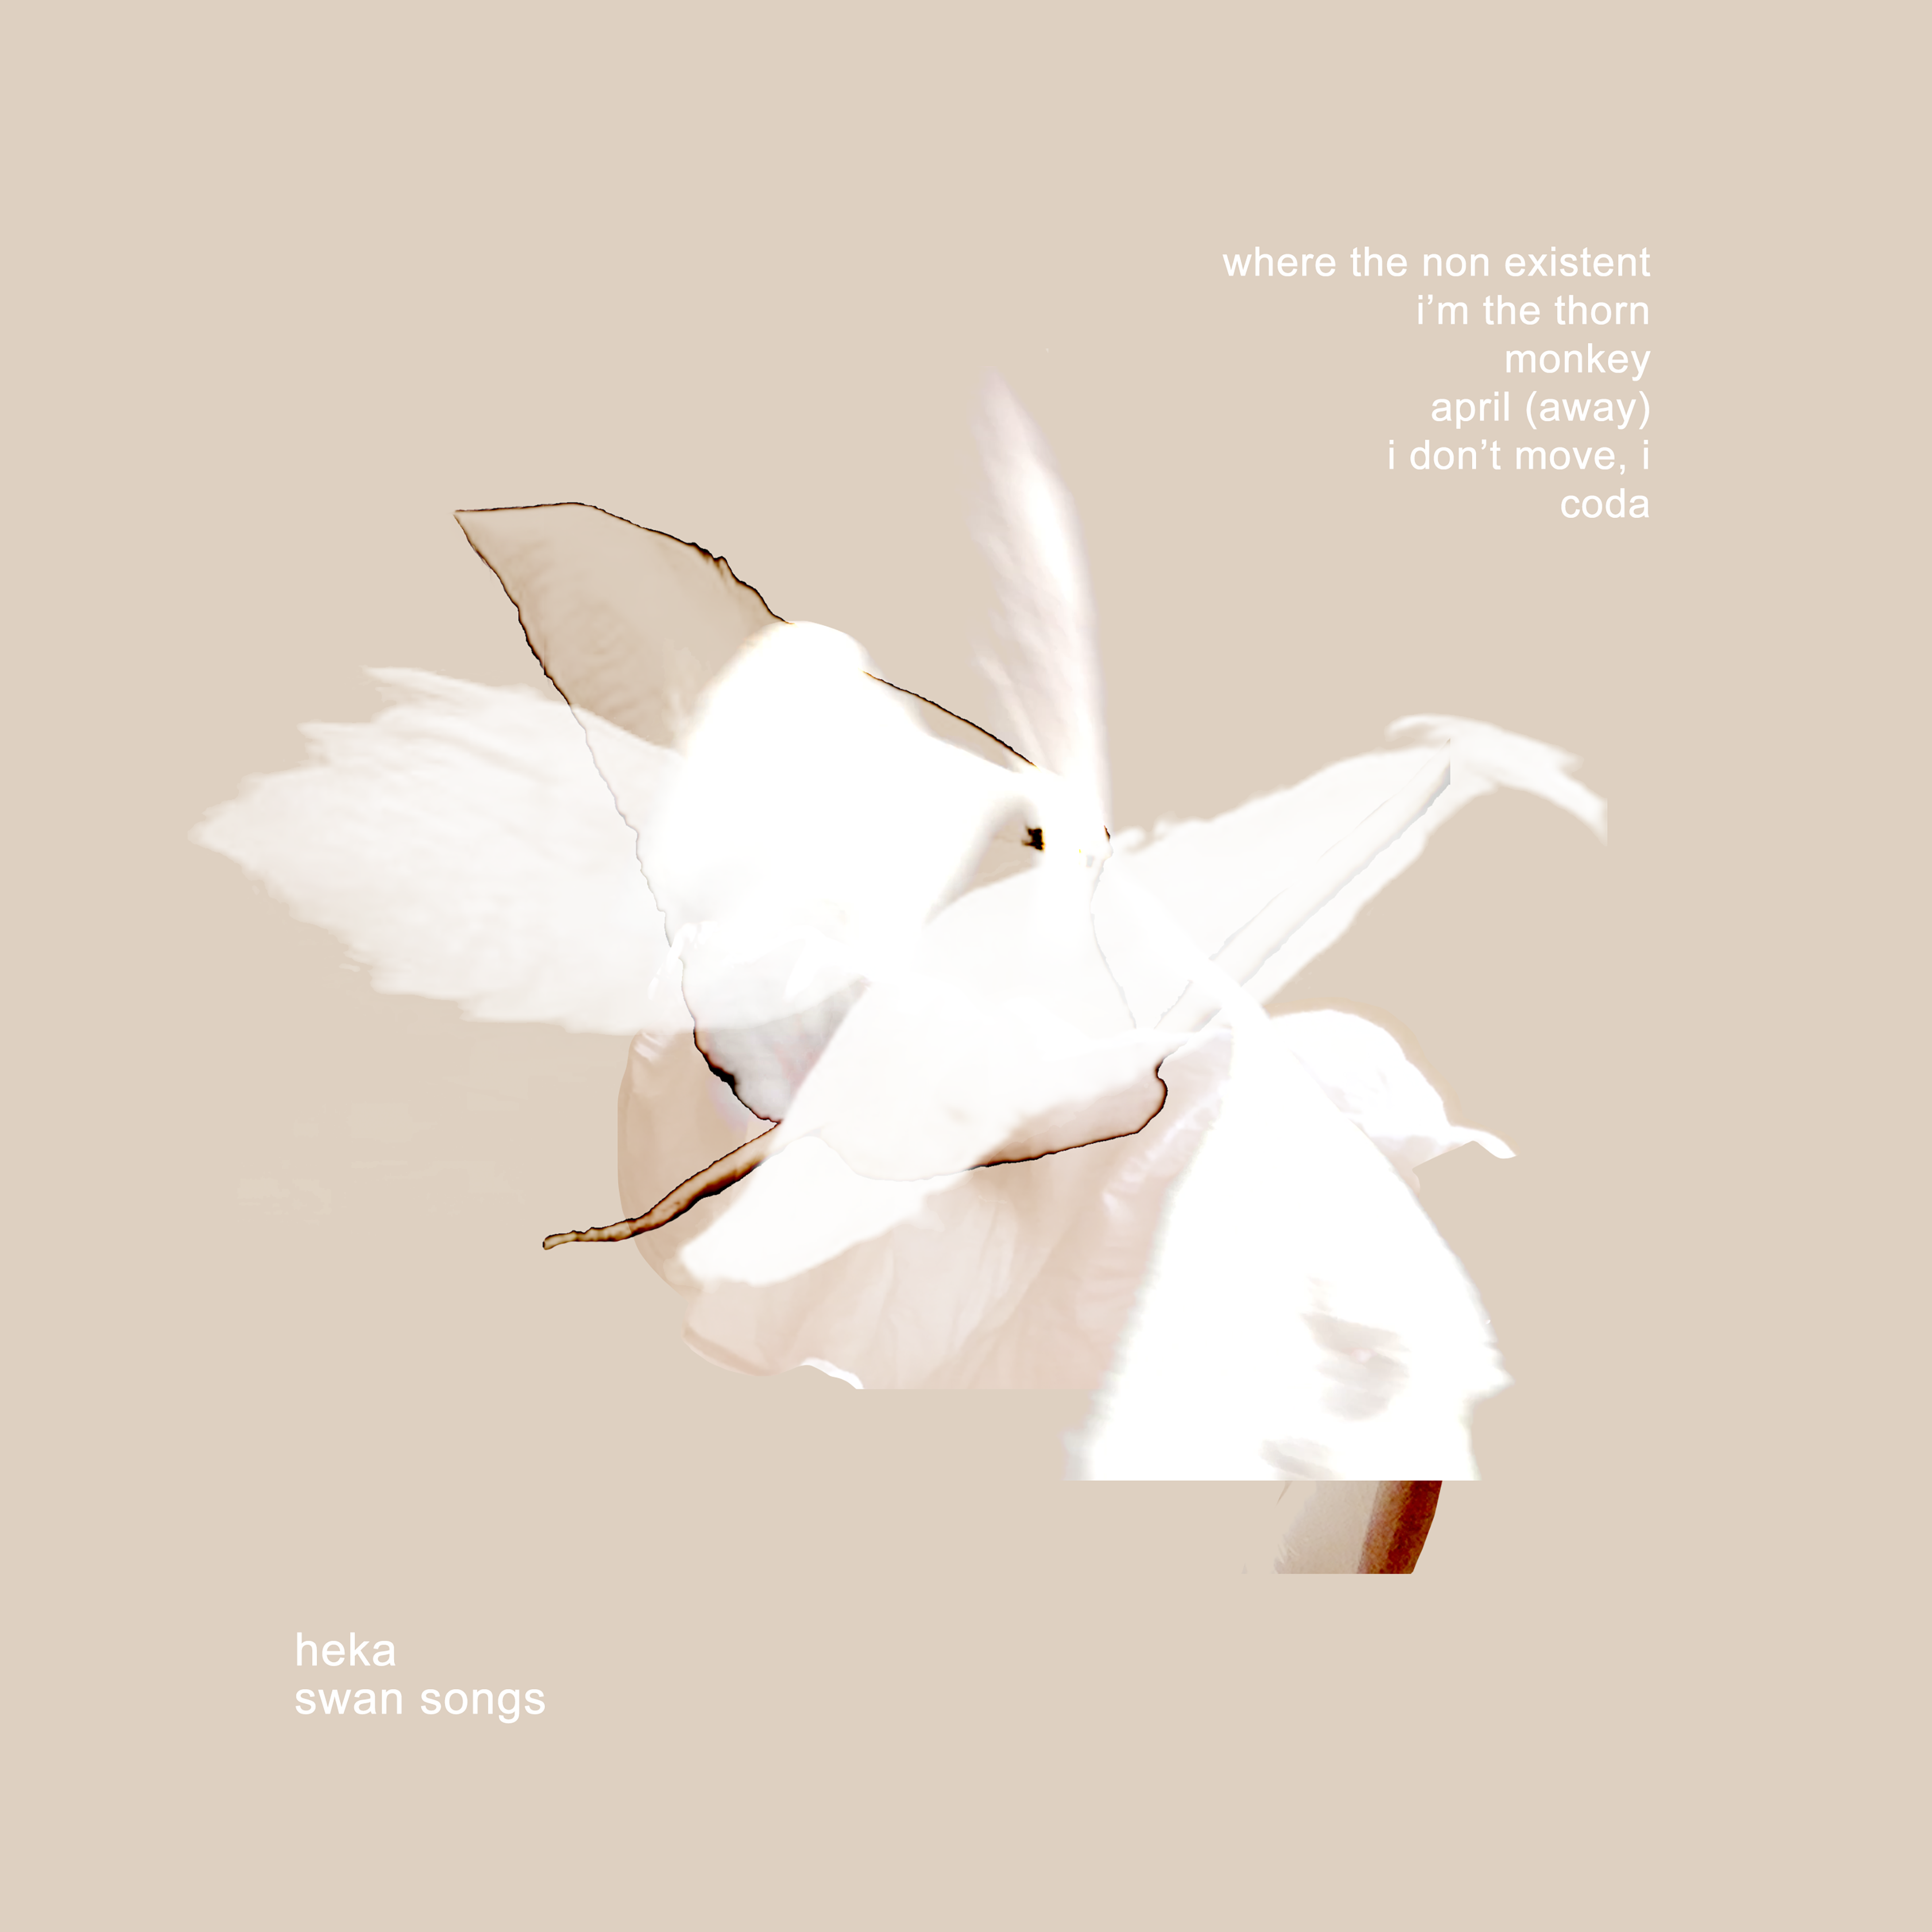 where the non existent
i’m the thorn
monkey
april (away)
i don’t move, i
coda
heka
swan songs